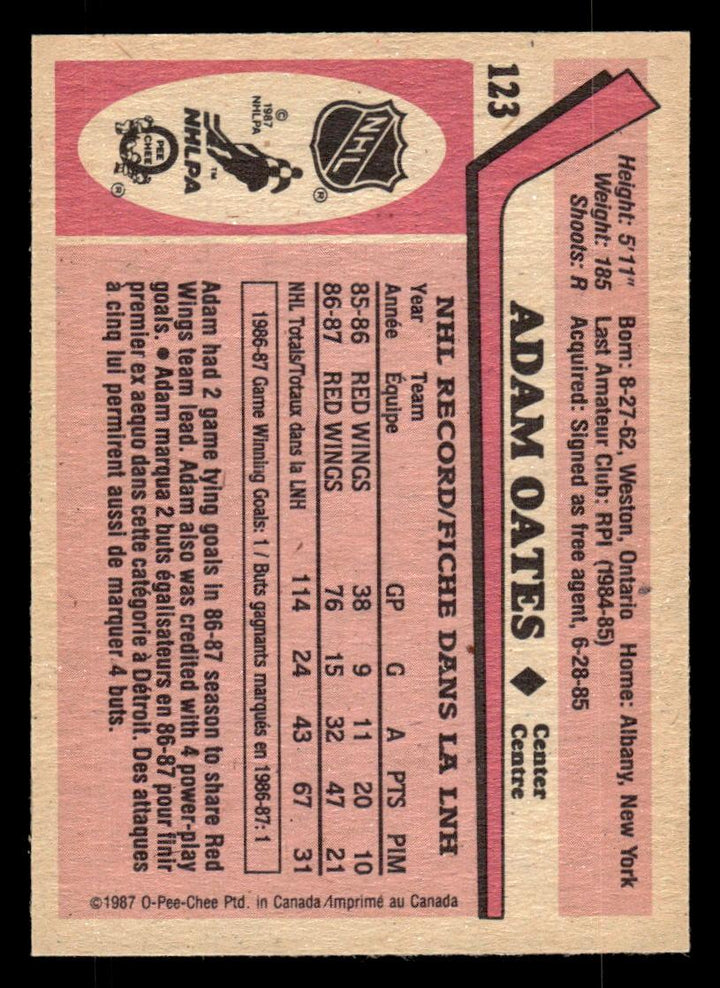 123
Height: 5'11" Born: 8-27-62, Weston, Ontario Home: Albany, New York
Weight: 185 Last Amateur Club: RPI (1984-85)
Shoots: R Acquired: Signed as free agent, 6-28-85
ADAM OATES ◆ Center
Centre
NHL
®
© 1987 NHLPA
NHLPA™
O PEE CHEE
®
NHL RECORD/FICHE DANS LA LNH
Year Team
Année Équipe GP G A PTS PIM
85-86 RED WINGS 38 9 11 20 10
86-87 RED WINGS 76 15 32 47 21
NHL Totals/Totaux dans la LNH 114 24 43 67 31
1986-87 Game Winning Goals: 1 / Buts gagnants marqués en 1986-87: 1
Adam had 2 game tying goals in 86-87 season to share Red
Wings team lead. Adam also was credited with 4 power-play
goals. ● Adam marqua 2 buts égalisateurs en 86-87 pour finir
premier ex aequo dans cette catégorie à Détroit. Des attaques
à cinq lui permirent aussi de marquer 4 buts.
©1987 O-Pee-Chee Ptd. in Canada/Imprimé au Canada